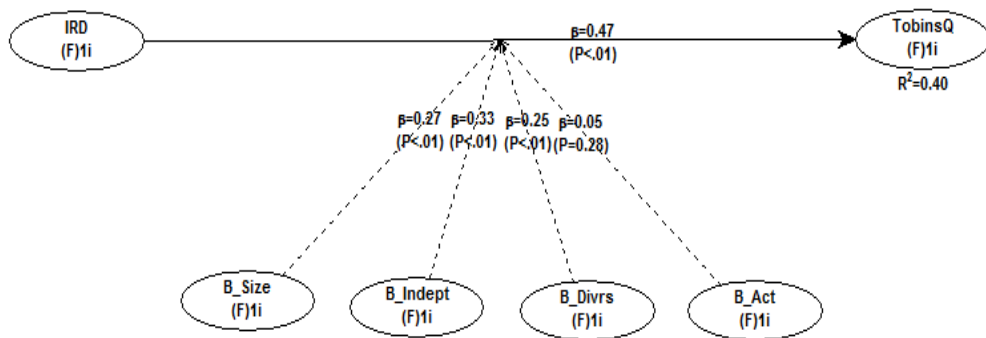 IRD
(F)1i
β=0.47
(P<.01)
TobinsQ
(F)1i
R²=0.40
β=0.27
(P<.01)
β=0.33
(P<.01)
β=0.25
(P<.01)
β=0.05
(P=0.28)
B_Size
(F)1i
B_Indept
(F)1i
B_Divrs
(F)1i
B_Act
(F)1i